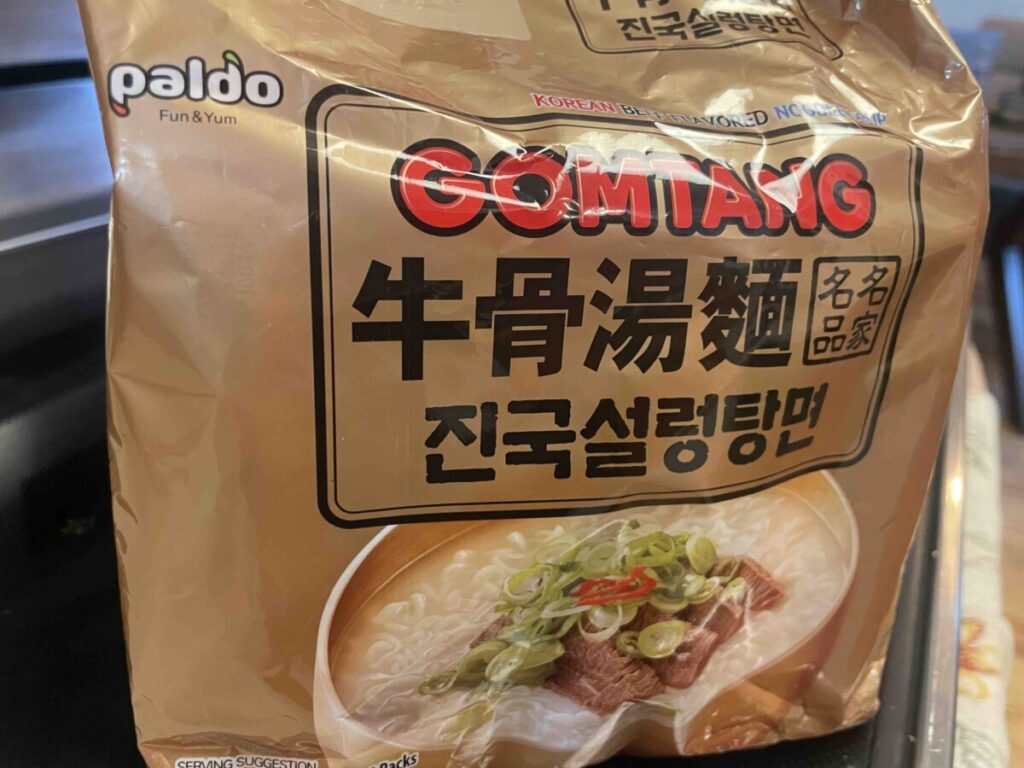 진국설렁탕면
paldo
Fun & Yum
KOREAN BEEF FLAVORED NOODLE
GOMTANG
牛骨湯麵
名家
名品
진국설렁탕면
SERVING SUGGESTION
Packs